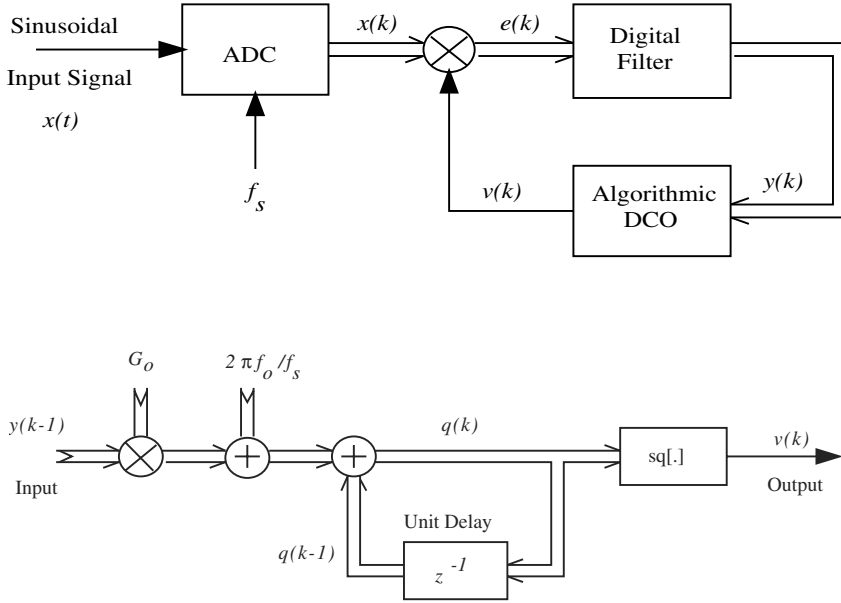 Sinusoidal
Input Signal
x(t)
ADC
f_s
x(k)
e(k)
Digital
Filter
v(k)
Algorithmic
DCO
y(k)
G_o
2 π f_o /f_s
y(k-1)
Input
q(k)
sq[.]
v(k)
Output
Unit Delay
q(k-1)
z^-1